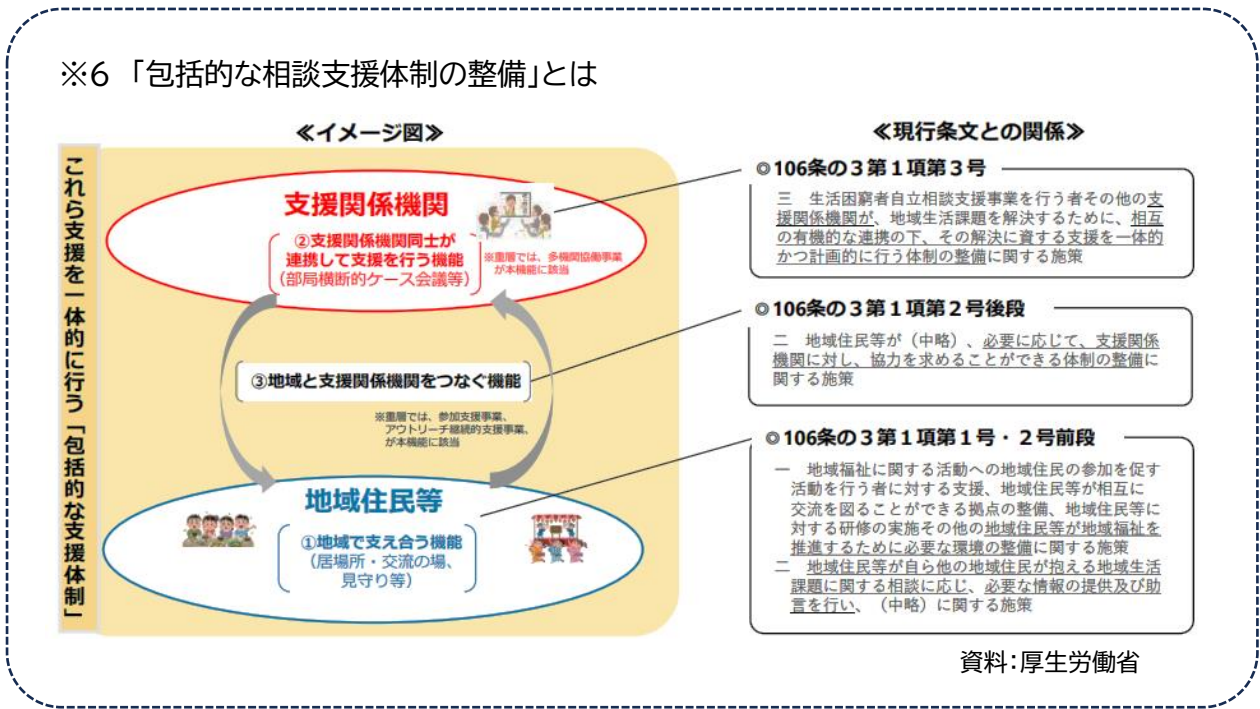 ※6 「包括的な相談支援体制の整備」とは
≪イメージ図≫
これら支援を一体的に行う「包括的な支援体制」
支援関係機関
②支援関係機関同士が
連携して支援を行う機能
（部局横断的ケース会議等）
※重層では、多機関協働事業
が本機能に該当
③地域と支援関係機関をつなぐ機能
※重層では、参加支援事業、
アウトリーチ継続的支援事業、
が本機能に該当
地域住民等
①地域で支え合う機能
（居場所・交流の場、
見守り等）
≪現行条文との関係≫
◎106条の３第１項第３号
三　生活困窮者自立相談支援事業を行う者その他の支
援関係機関が、地域生活課題を解決するために、相互
の有機的な連携の下、その解決に資する支援を一体的
かつ計画的に行う体制の整備に関する施策
◎106条の３第１項第２号後段
二　地域住民等が（中略）、必要に応じて、支援関係
機関に対し、協力を求めることができる体制の整備に
関する施策
◎106条の３第１項第１号・２号前段
一　地域福祉に関する活動への地域住民の参加を促す
活動を行う者に対する支援、地域住民等が相互に
交流を図ることができる拠点の整備、地域住民等に
対する研修の実施その他の地域住民等が地域福祉を
推進するために必要な環境の整備に関する施策
二　地域住民等が自ら他の地域住民が抱える地域生活
課題に関する相談に応じ、必要な情報の提供及び助
言を行い、（中略）に関する施策
資料：厚生労働省